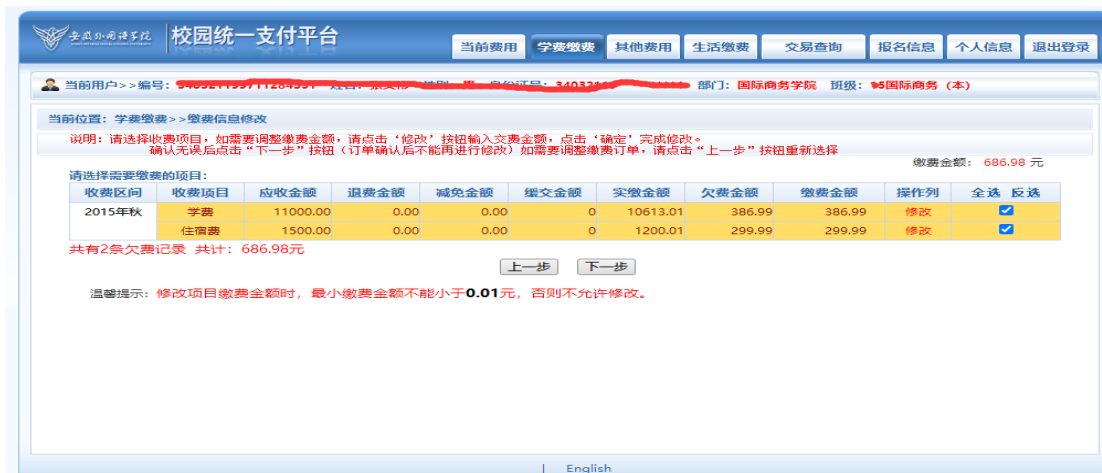 安徽外国语学院 校园统一支付平台
当前费用 学费缴费 其他费用 生活缴费 交易查询 报名信息 个人信息 退出登录
当前用户>>编号: 部门: 国际商务学院 班级: 15国际商务 (本)
当前位置: 学费缴费>>缴费信息修改
说明: 请选择收费项目, 如需要调整缴费金额, 请点击‘修改’按钮输入交费金额, 点击‘确定’完成修改。
确认无误后点击“下一步”按钮 (订单确认后不能再进行修改) 如需要调整缴费订单, 请点击“上一步”按钮重新选择
缴费金额: 686.98 元
请选择需要缴费的项目:
收费区间 收费项目 应收金额 退费金额 减免金额 缓交金额 实缴金额 欠费金额 缴费金额 操作列 全选 反选
2015年秋 学费 11000.00 0.00 0.00 0 10613.01 386.99 386.99 修改
住宿费 1500.00 0.00 0.00 0 1200.01 299.99 299.99 修改
共有2条欠费记录 共计: 686.98元
上一步 下一步
温馨提示: 修改项目缴费金额时, 最小缴费金额不能小于0.01元, 否则不允许修改。
| English